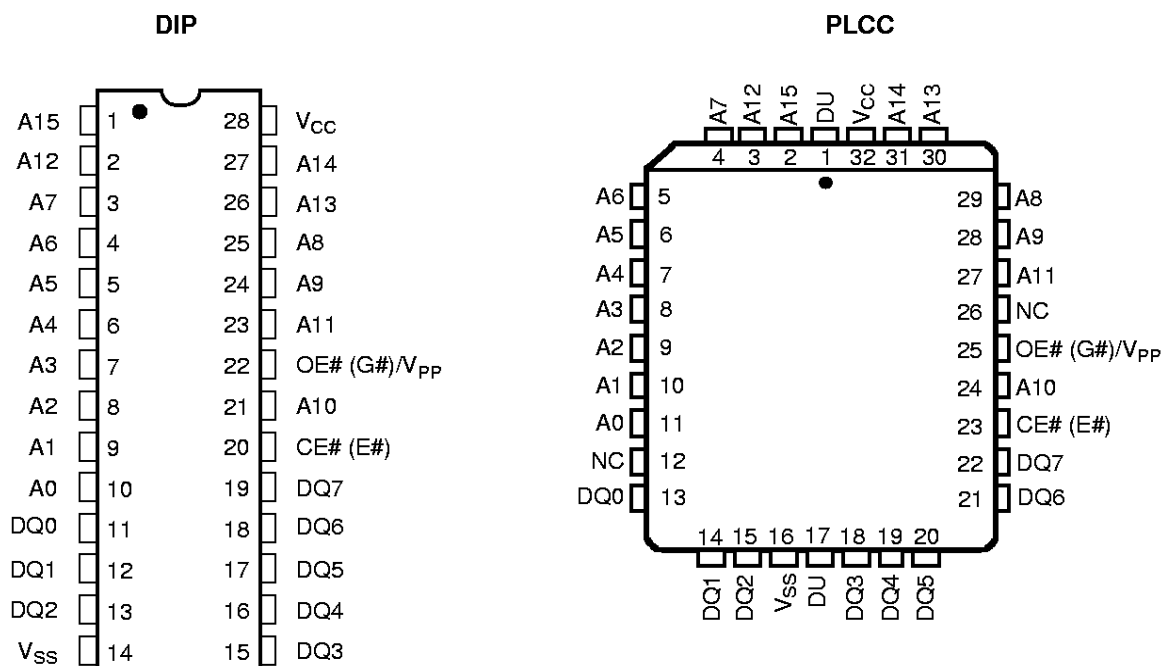 DIP
A15 1 28 VCC
A12 2 27 A14
A7 3 26 A13
A6 4 25 A8
A5 5 24 A9
A4 6 23 A11
A3 7 22 OE# (G#)/VPP
A2 8 21 A10
A1 9 20 CE# (E#)
A0 10 19 DQ7
DQ0 11 18 DQ6
DQ1 12 17 DQ5
DQ2 13 16 DQ4
VSS 14 15 DQ3
PLCC
A7 A12 A15 DU VCC A14 A13
4 3 2 1 32 31 30
A6 5 29 A8
A5 6 28 A9
A4 7 27 A11
A3 8 26 NC
A2 9 25 OE# (G#)/VPP
A1 10 24 A10
A0 11 23 CE# (E#)
NC 12 22 DQ7
DQ0 13 21 DQ6
14 15 16 17 18 19 20
DQ1 DQ2 VSS DU DQ3 DQ4 DQ5